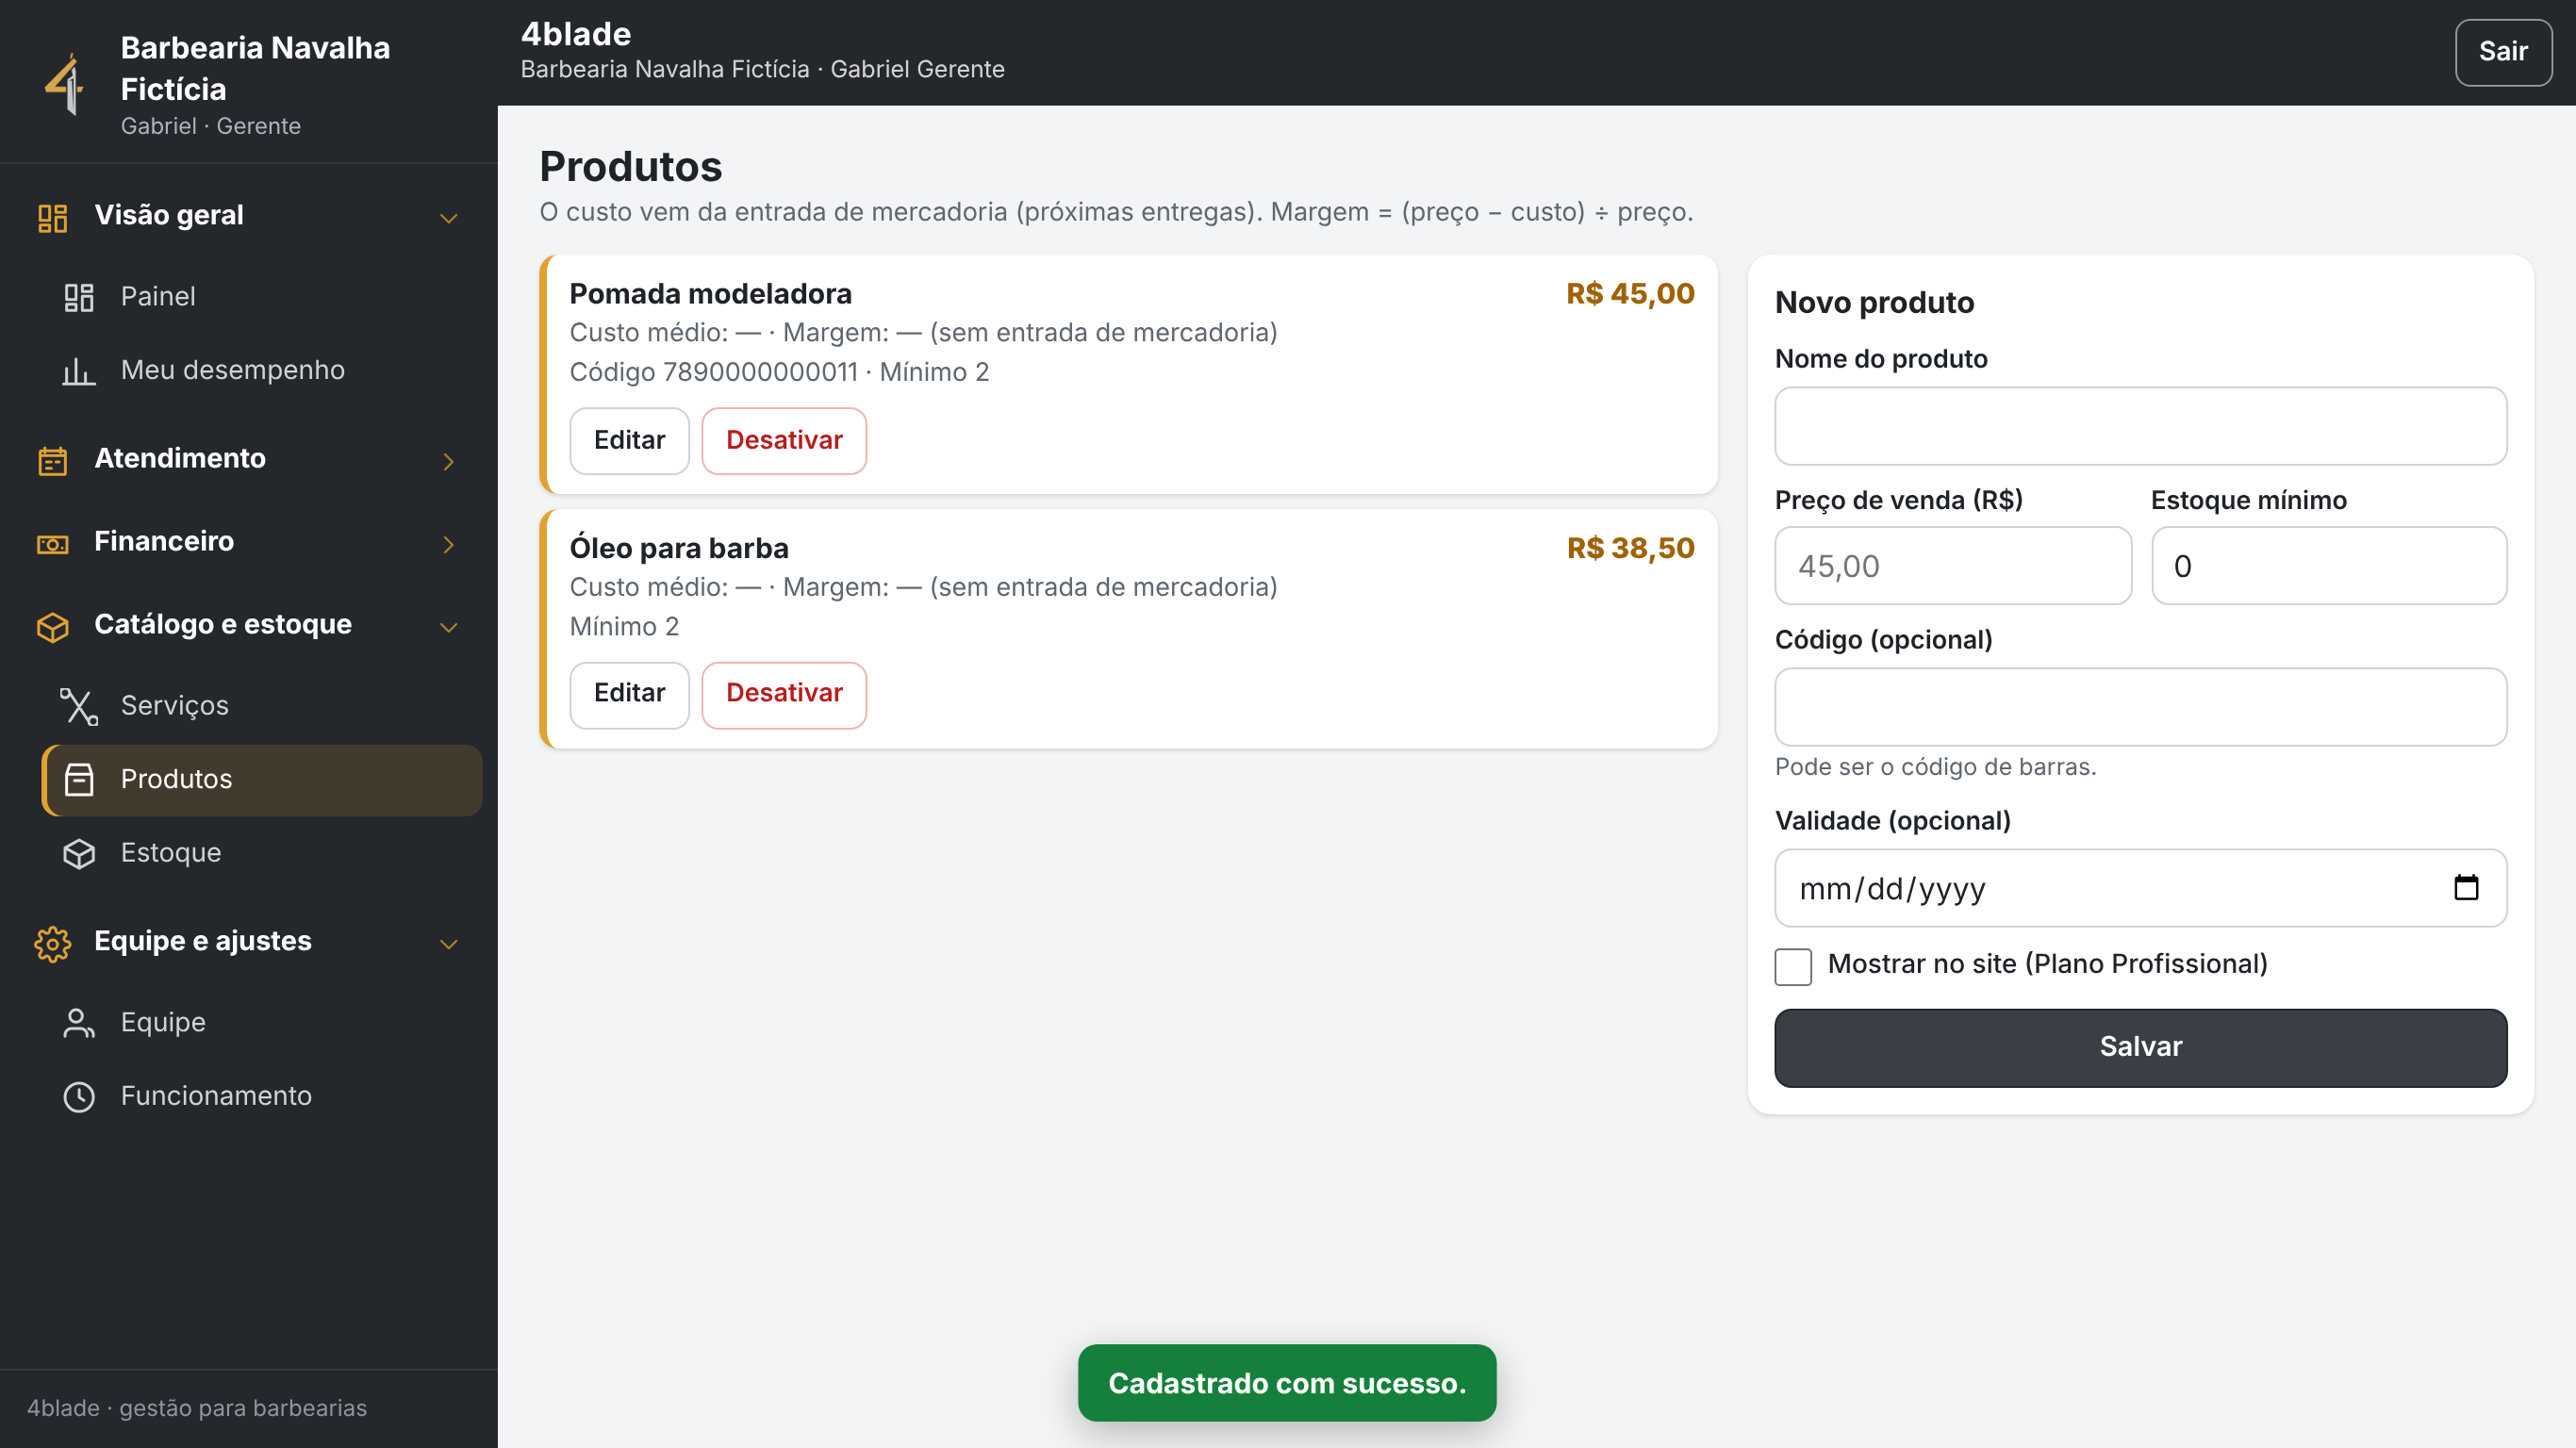 Barbearia Navalha
Fictícia
Gabriel · Gerente
Visão geral
Painel
Meu desempenho
Atendimento
Financeiro
Catálogo e estoque
Serviços
Produtos
Estoque
Equipe e ajustes
Equipe
Funcionamento
4blade · gestão para barbearias
4blade
Barbearia Navalha Fictícia · Gabriel Gerente
Sair
Produtos
O custo vem da entrada de mercadoria (próximas entregas). Margem = (preço − custo) ÷ preço.
Pomada modeladora
R$ 45,00
Custo médio: — · Margem: — (sem entrada de mercadoria)
Código 7890000000011 · Mínimo 2
Editar
Desativar
Óleo para barba
R$ 38,50
Custo médio: — · Margem: — (sem entrada de mercadoria)
Mínimo 2
Editar
Desativar
Novo produto
Nome do produto
Preço de venda (R$)
Estoque mínimo
45,00
0
Código (opcional)
Pode ser o código de barras.
Validade (opcional)
mm/dd/yyyy
Mostrar no site (Plano Profissional)
Salvar
Cadastrado com sucesso.